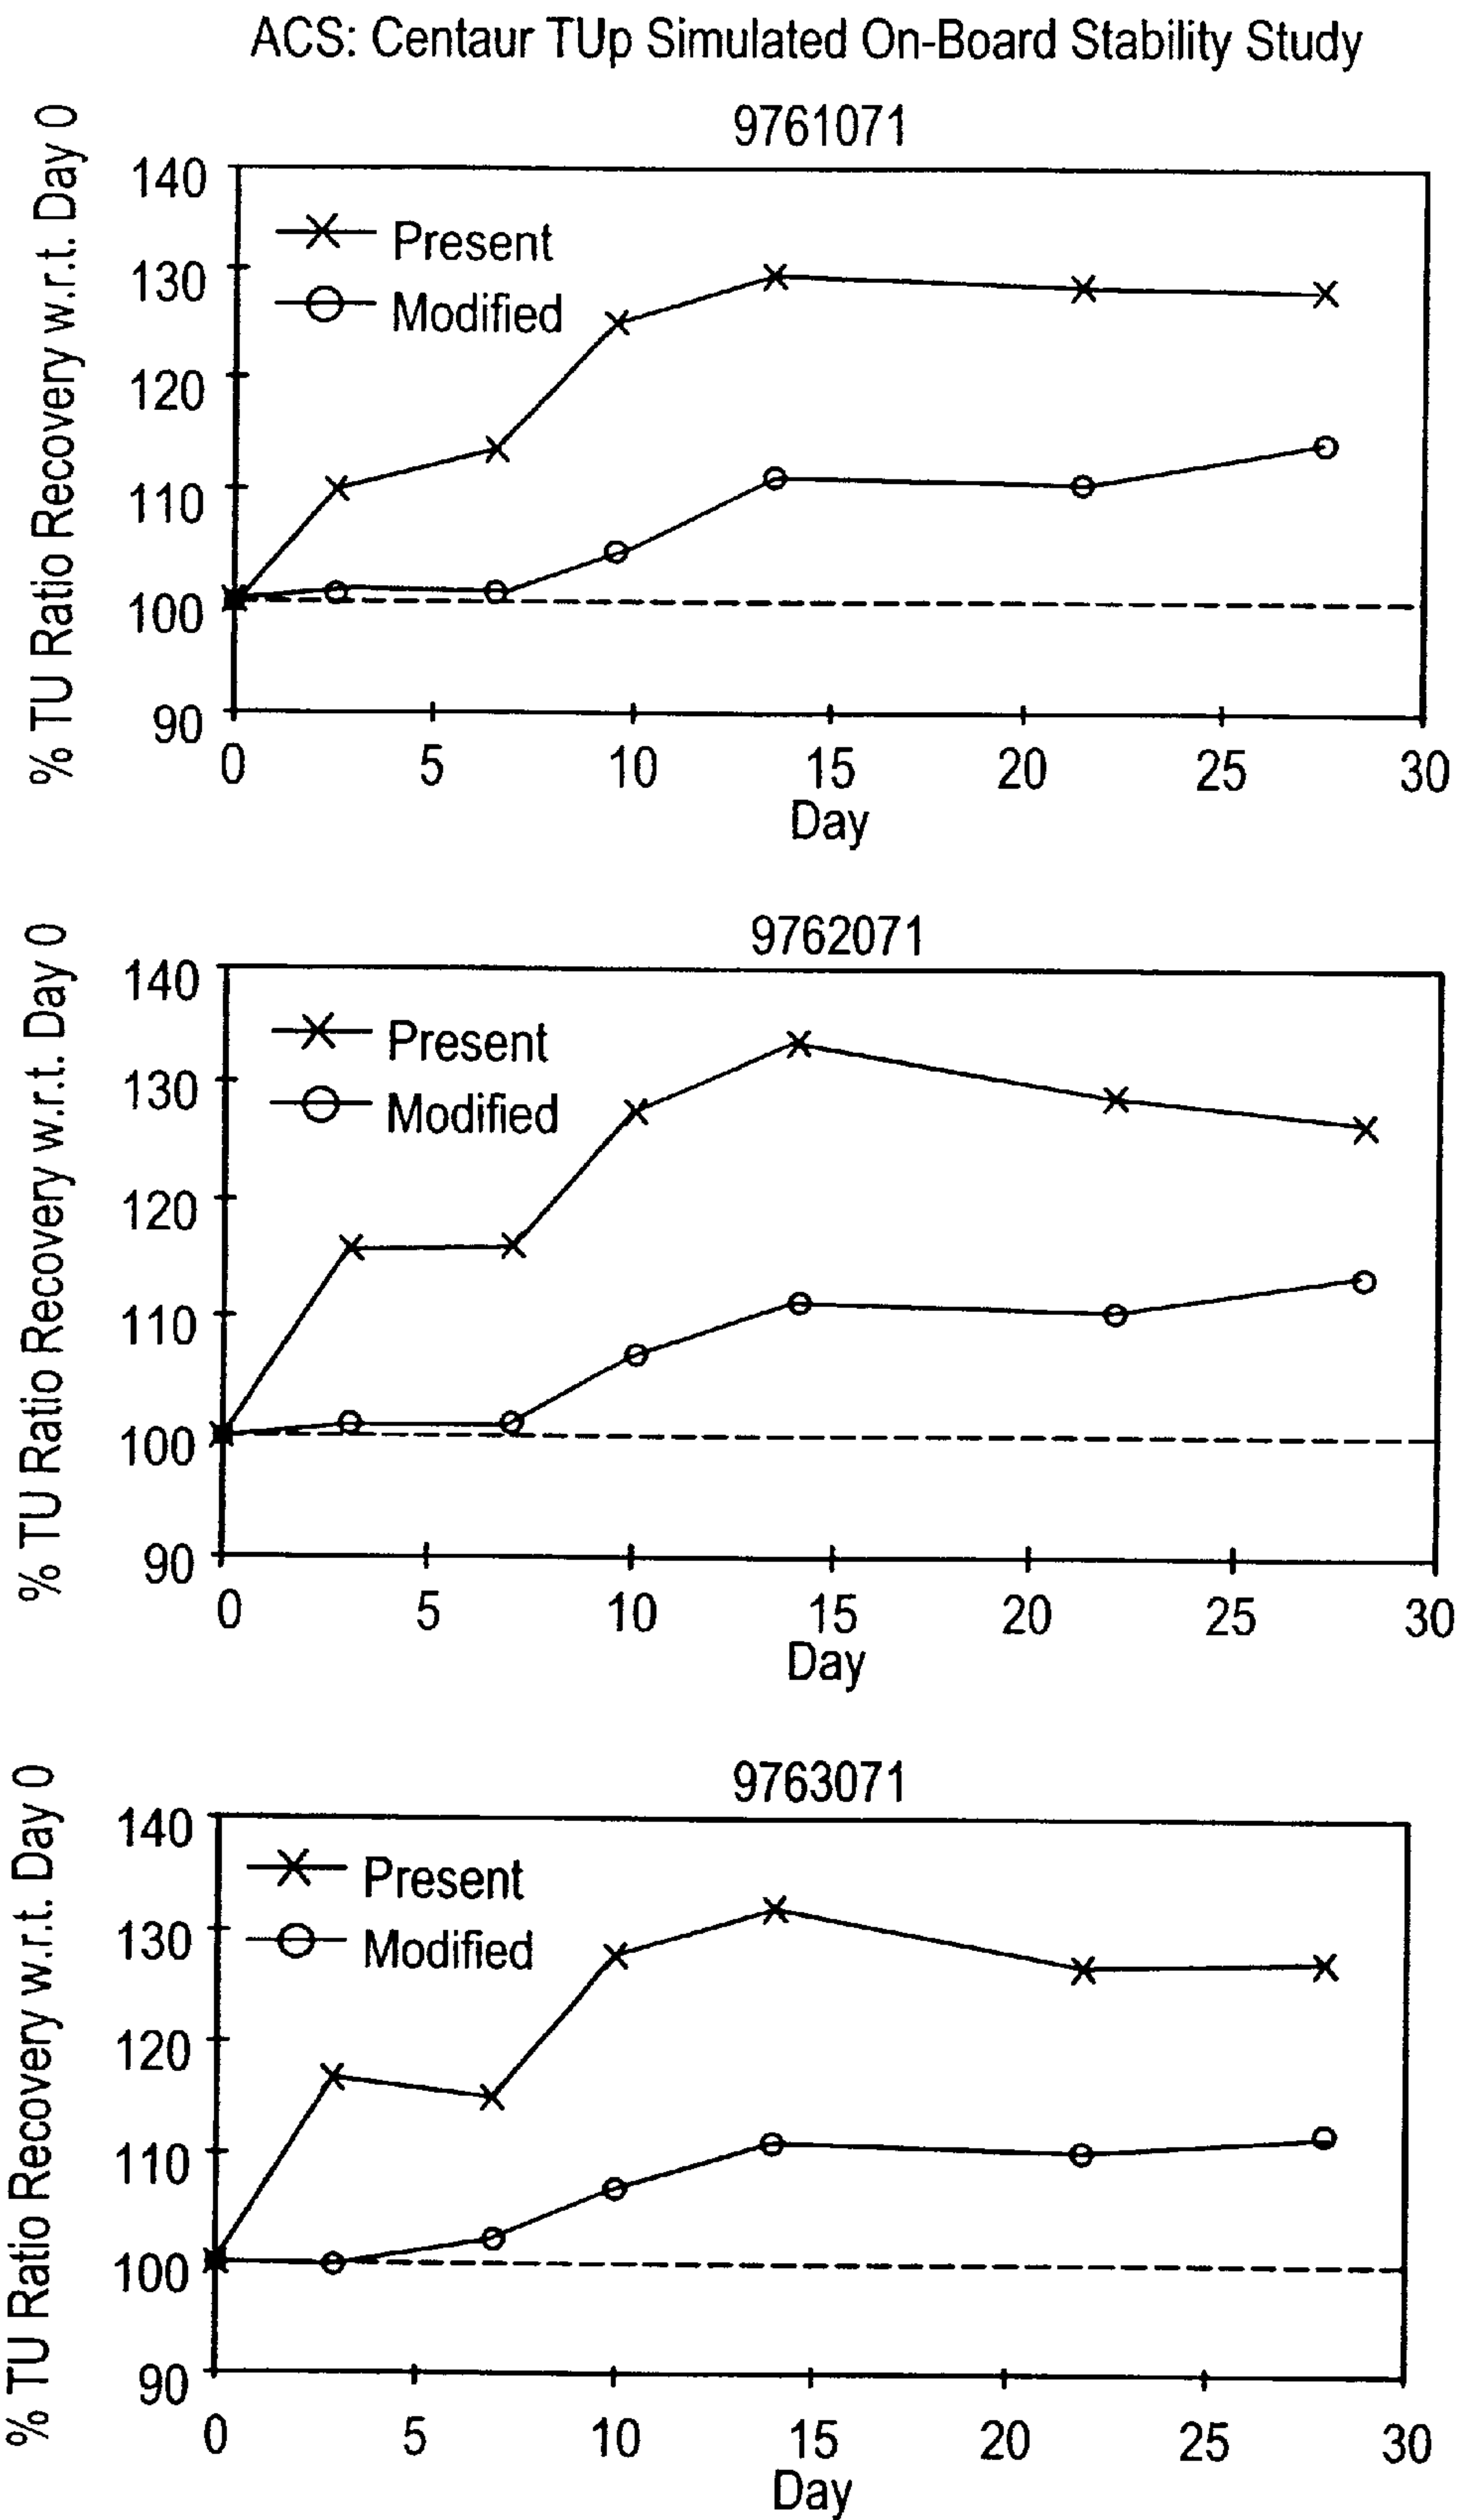 ACS: Centaur TUp Simulated On-Board Stability Study
9761071
% TU Ratio Recovery w.r.t. Day 0
140
130
120
110
100
90
Present
Modified
0 5 10 15 20 25 30
Day
9762071
% TU Ratio Recovery w.r.t. Day 0
140
130
120
110
100
90
Present
Modified
0 5 10 15 20 25 30
Day
9763071
% TU Ratio Recovery w.r.t. Day 0
140
130
120
110
100
90
Present
Modified
0 5 10 15 20 25 30
Day